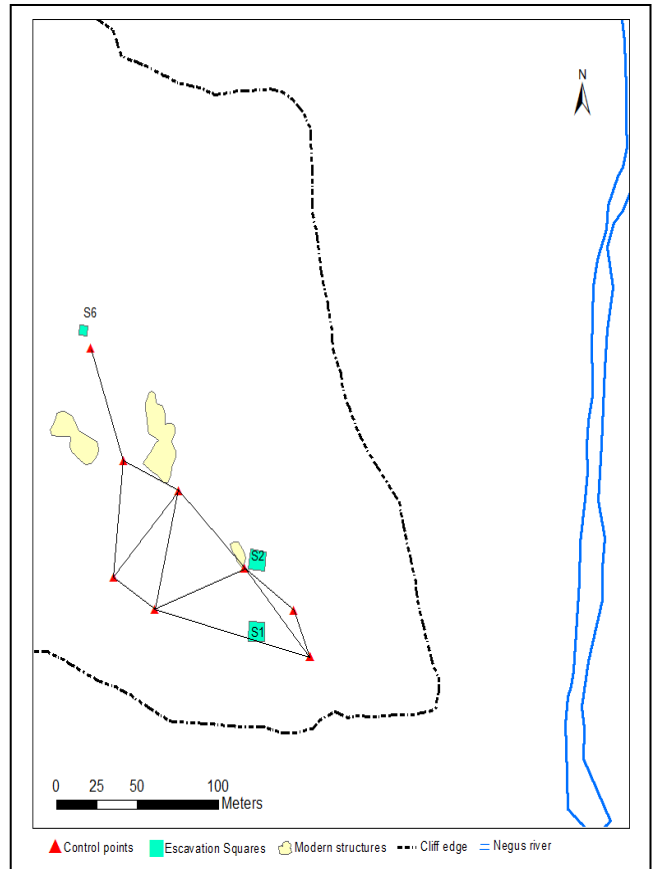 N
S6
S2
S1
0 25 50 100
Meters
Control points Escavation Squares Modern structures Cliff edge Negus river